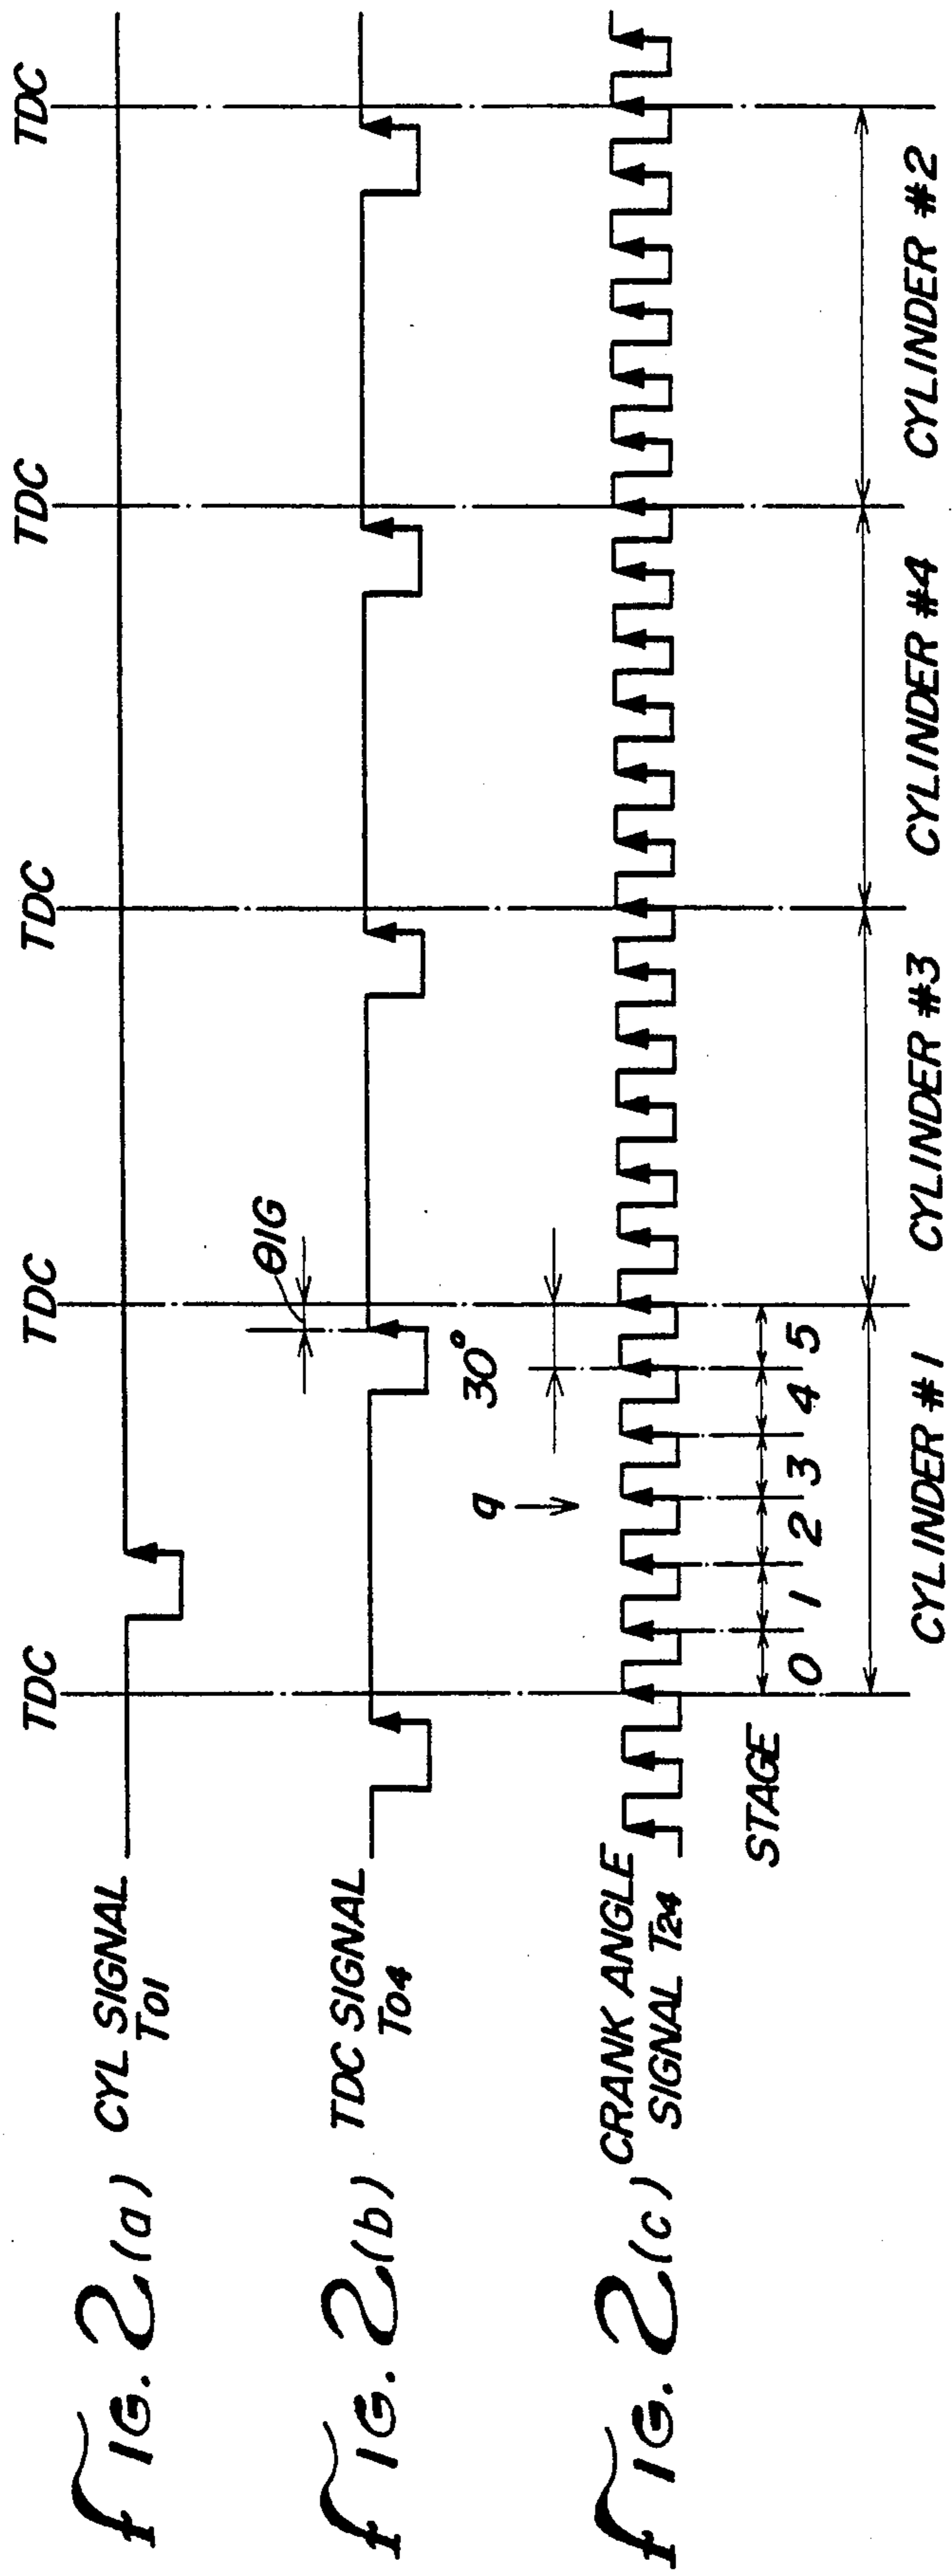 FIG. 2(a)
CYL SIGNAL
T01
TDC
TDC
TDC
TDC
TDC
FIG. 2(b)
TDC SIGNAL
T04
θIG
FIG. 2(c)
CRANK ANGLE
SIGNAL T24
q
30°
STAGE
0 1 2 3 4 5
CYLINDER #1
CYLINDER #3
CYLINDER #4
CYLINDER #2